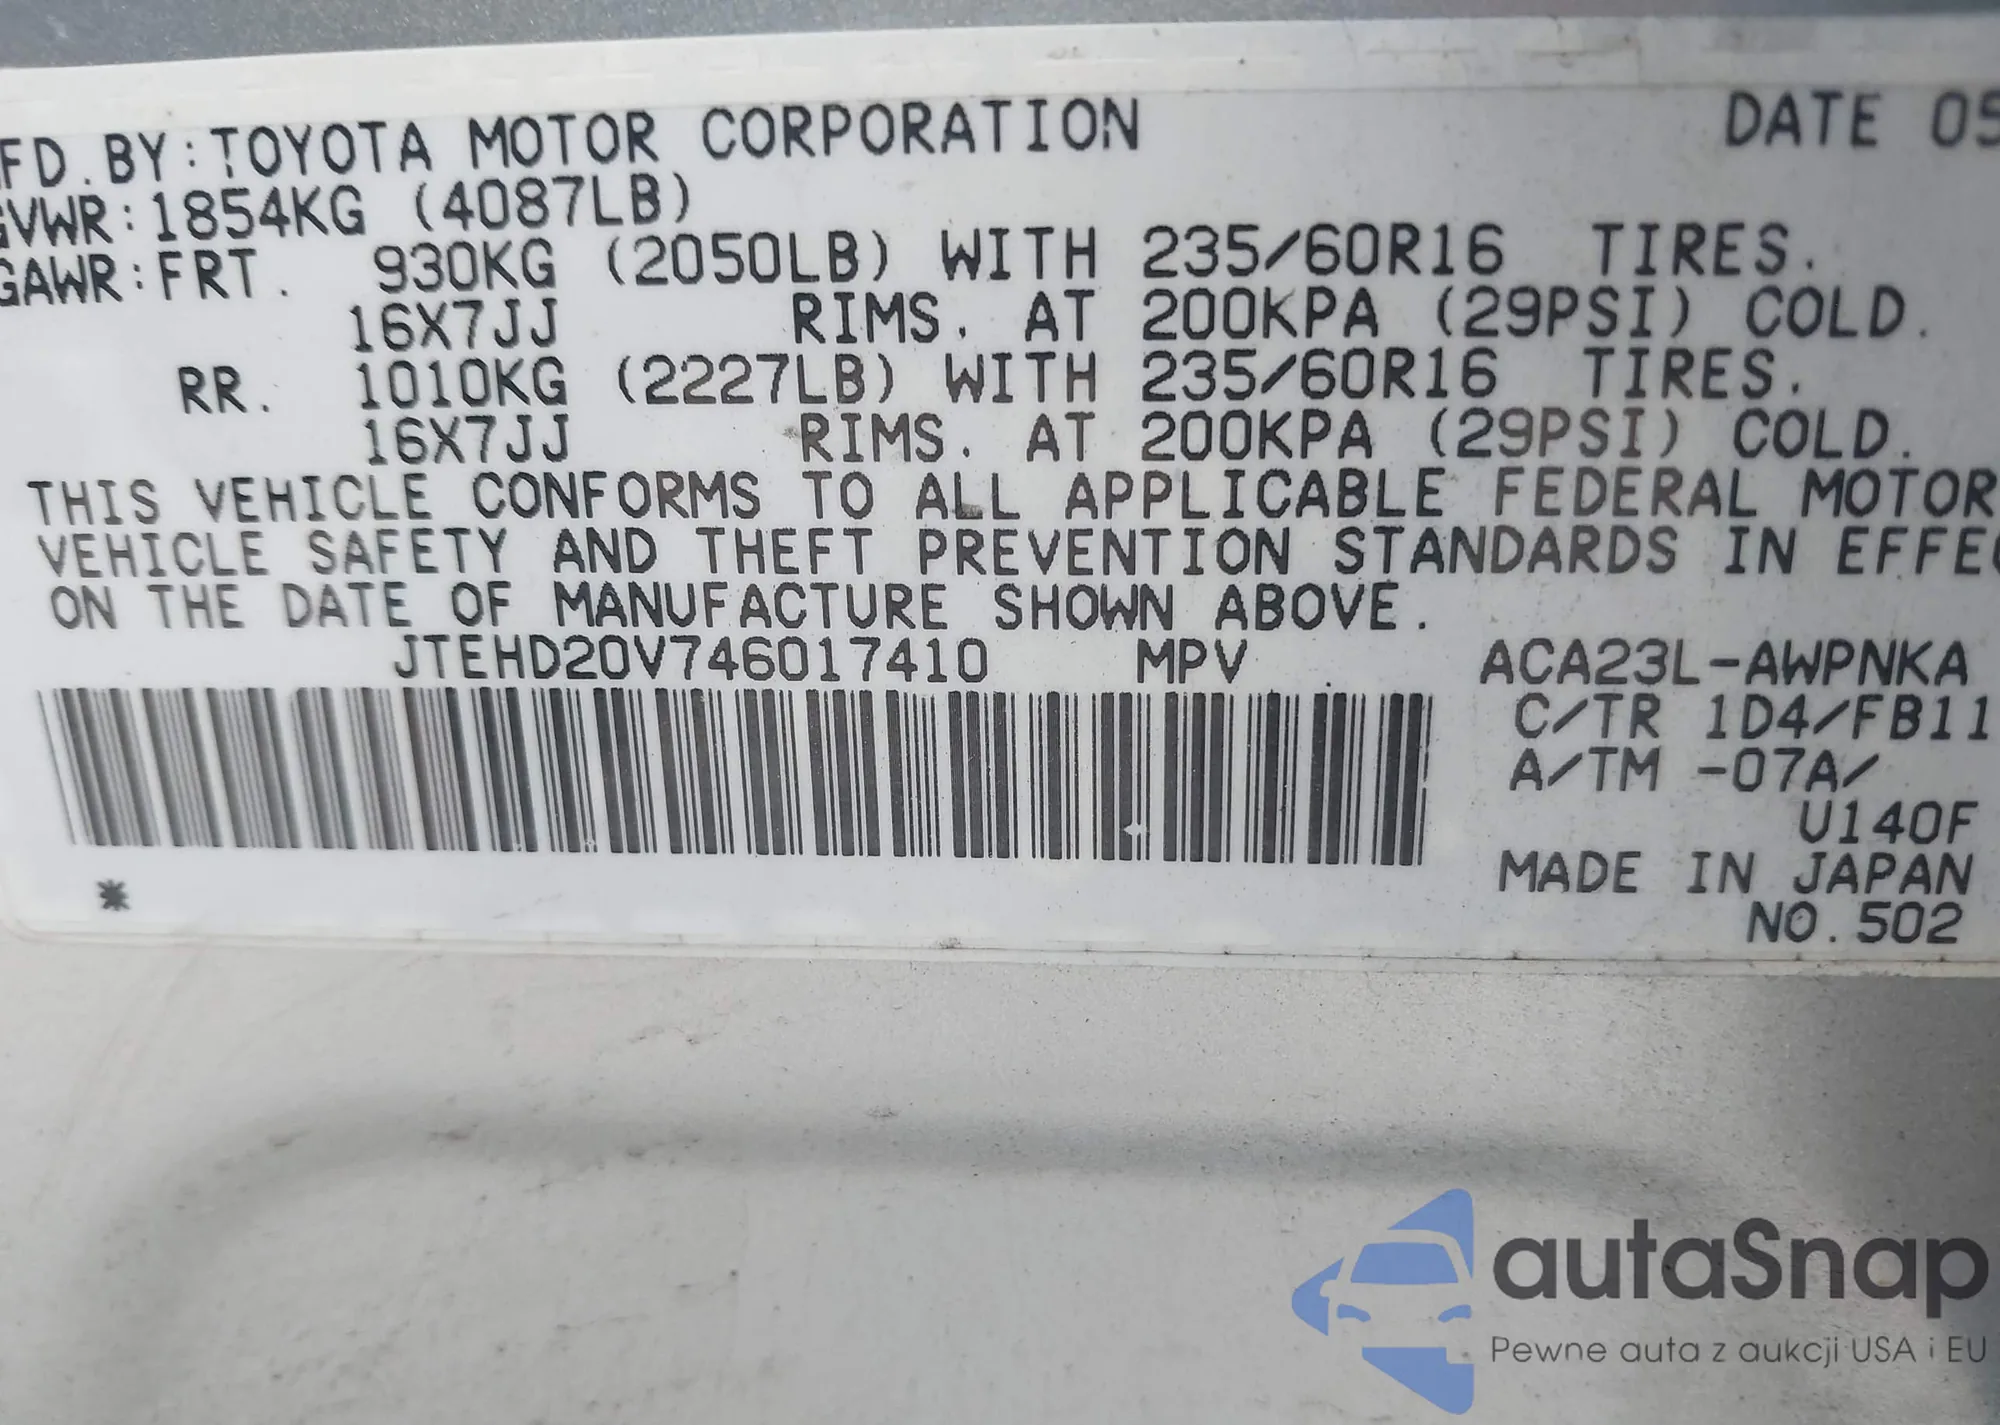 FD. BY:TOYOTA MOTOR CORPORATION DATE 05
GVWR:1854KG (4087LB)
GAWR:FRT. 930KG (2050LB) WITH 235/60R16 TIRES.
16X7JJ RIMS. AT 200KPA (29PSI) COLD.
RR. 1010KG (2227LB) WITH 235/60R16 TIRES.
16X7JJ RIMS. AT 200KPA (29PSI) COLD.
THIS VEHICLE CONFORMS TO ALL APPLICABLE FEDERAL MOTOR
VEHICLE SAFETY AND THEFT PREVENTION STANDARDS IN EFFEC
ON THE DATE OF MANUFACTURE SHOWN ABOVE.
JTEHD20V746017410 MPV ACA23L-AWPNKA
C/TR 1D4/FB11
A/TM -07A/
U140F
MADE IN JAPAN
NO.502
*
autaSnap
Pewne auta z aukcji USA i EU